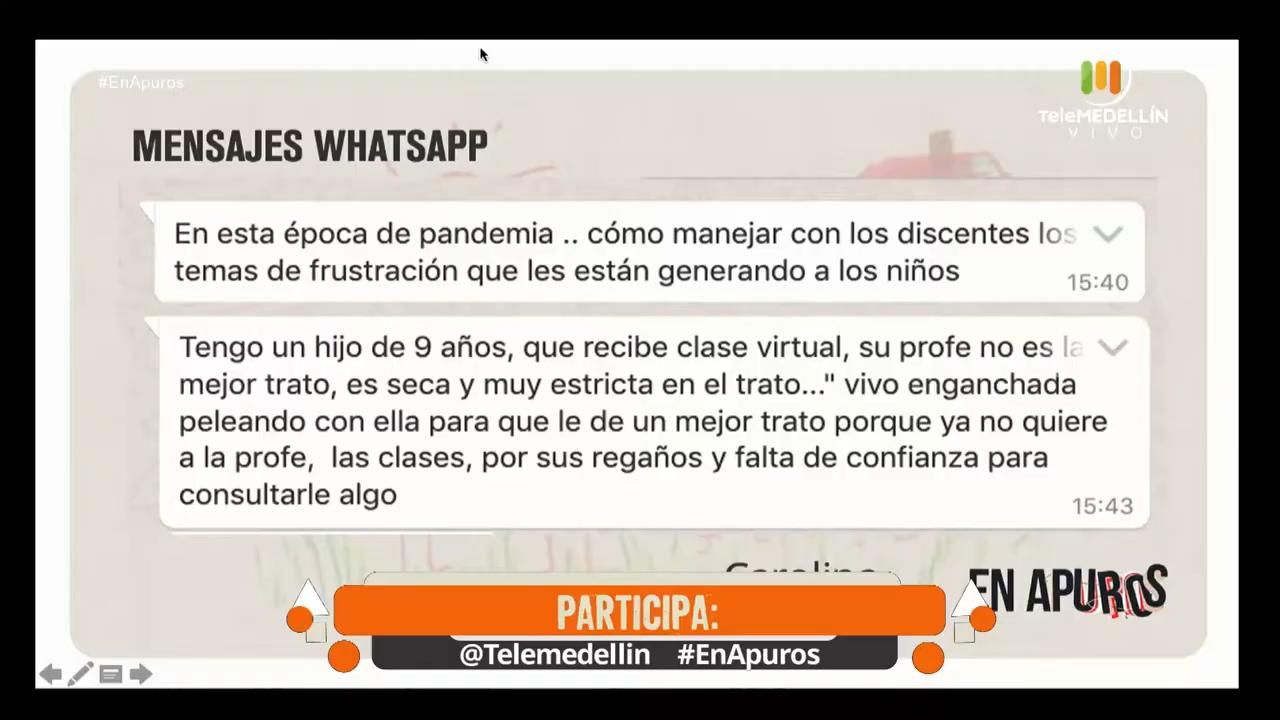 #EnApuros
TeleMEDELLÍN
VIVO
MENSAJES WHATSAPP
En esta época de pandemia .. cómo manejar con los discentes los
temas de frustración que les están generando a los niños
15:40
Tengo un hijo de 9 años, que recibe clase virtual, su profe no es la
mejor trato, es seca y muy estricta en el trato..." vivo enganchada
peleando con ella para que le de un mejor trato porque ya no quiere
a la profe,  las clases, por sus regaños y falta de confianza para
consultarle algo
15:43
Carolina
EN APUROS
PARTICIPA:
@Telemedellin #EnApuros